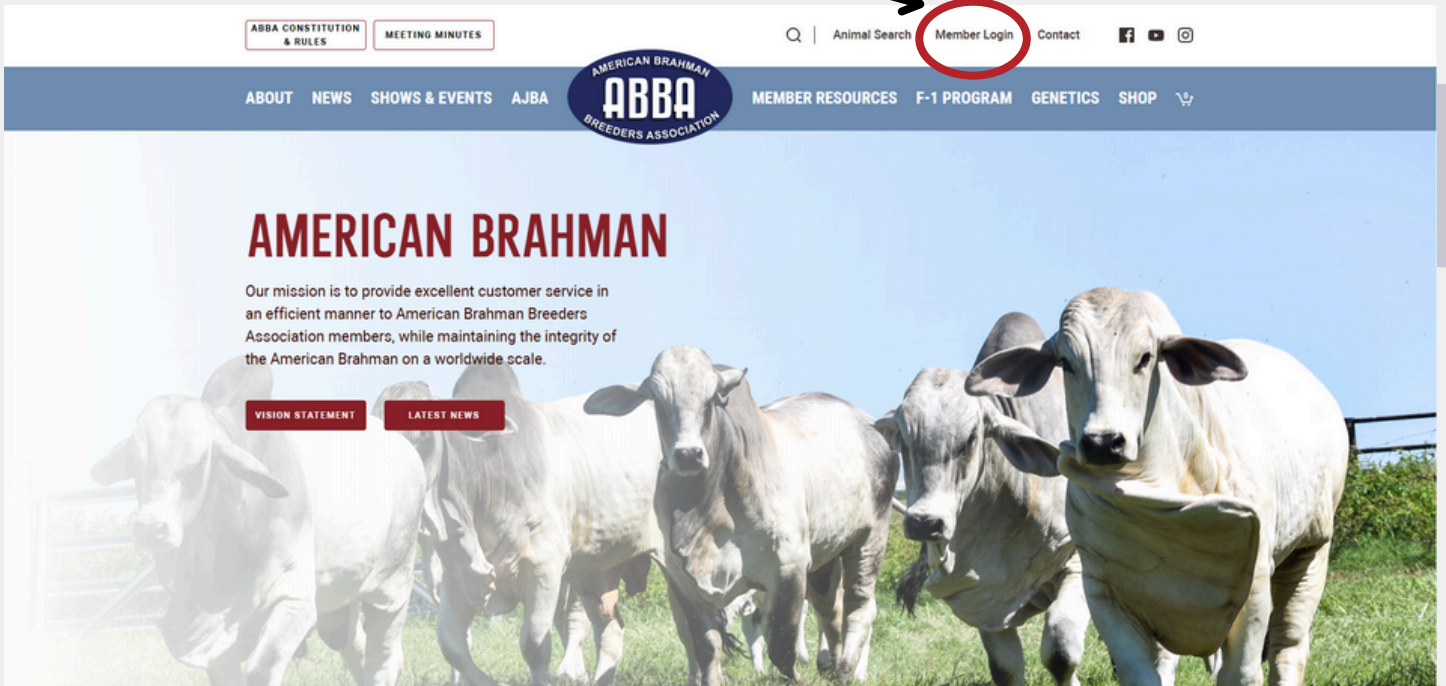 ABBA CONSTITUTION
& RULES
MEETING MINUTES
Animal Search
Member Login
Contact
ABOUT
NEWS
SHOWS & EVENTS
AJBA
AMERICAN BRAHMAN
ABBA
BREEDERS ASSOCIATION
MEMBER RESOURCES
F-1 PROGRAM
GENETICS
SHOP
AMERICAN BRAHMAN
Our mission is to provide excellent customer service in
an efficient manner to American Brahman Breeders
Association members, while maintaining the integrity of
the American Brahman on a worldwide scale.
VISION STATEMENT
LATEST NEWS